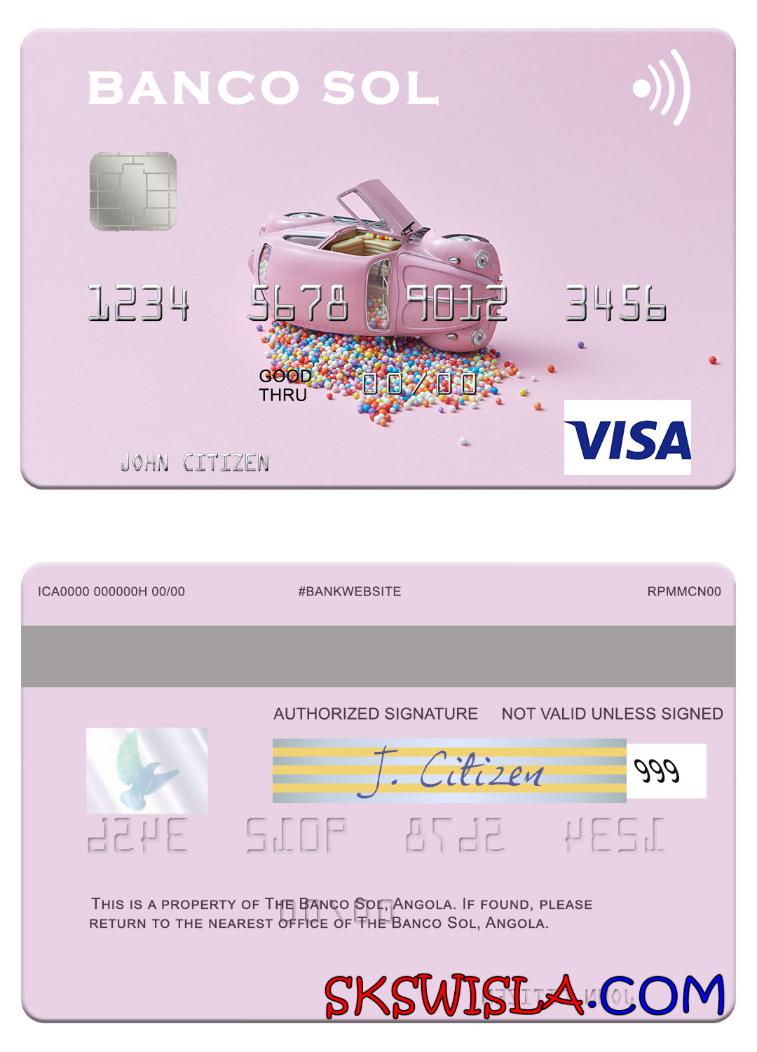 BANCO SOL
1234 5678 9012 3456
GOOD
THRU
00/00
VISA
JOHN CITIZEN
ICA0000 000000H 00/00 #BANKWEBSITE RPMMCN00
AUTHORIZED SIGNATURE NOT VALID UNLESS SIGNED
J. Citizen 999
THIS IS A PROPERTY OF THE BANCO SOL, ANGOLA. IF FOUND, PLEASE
RETURN TO THE NEAREST OFFICE OF THE BANCO SOL, ANGOLA.
SKSWISLA.COM